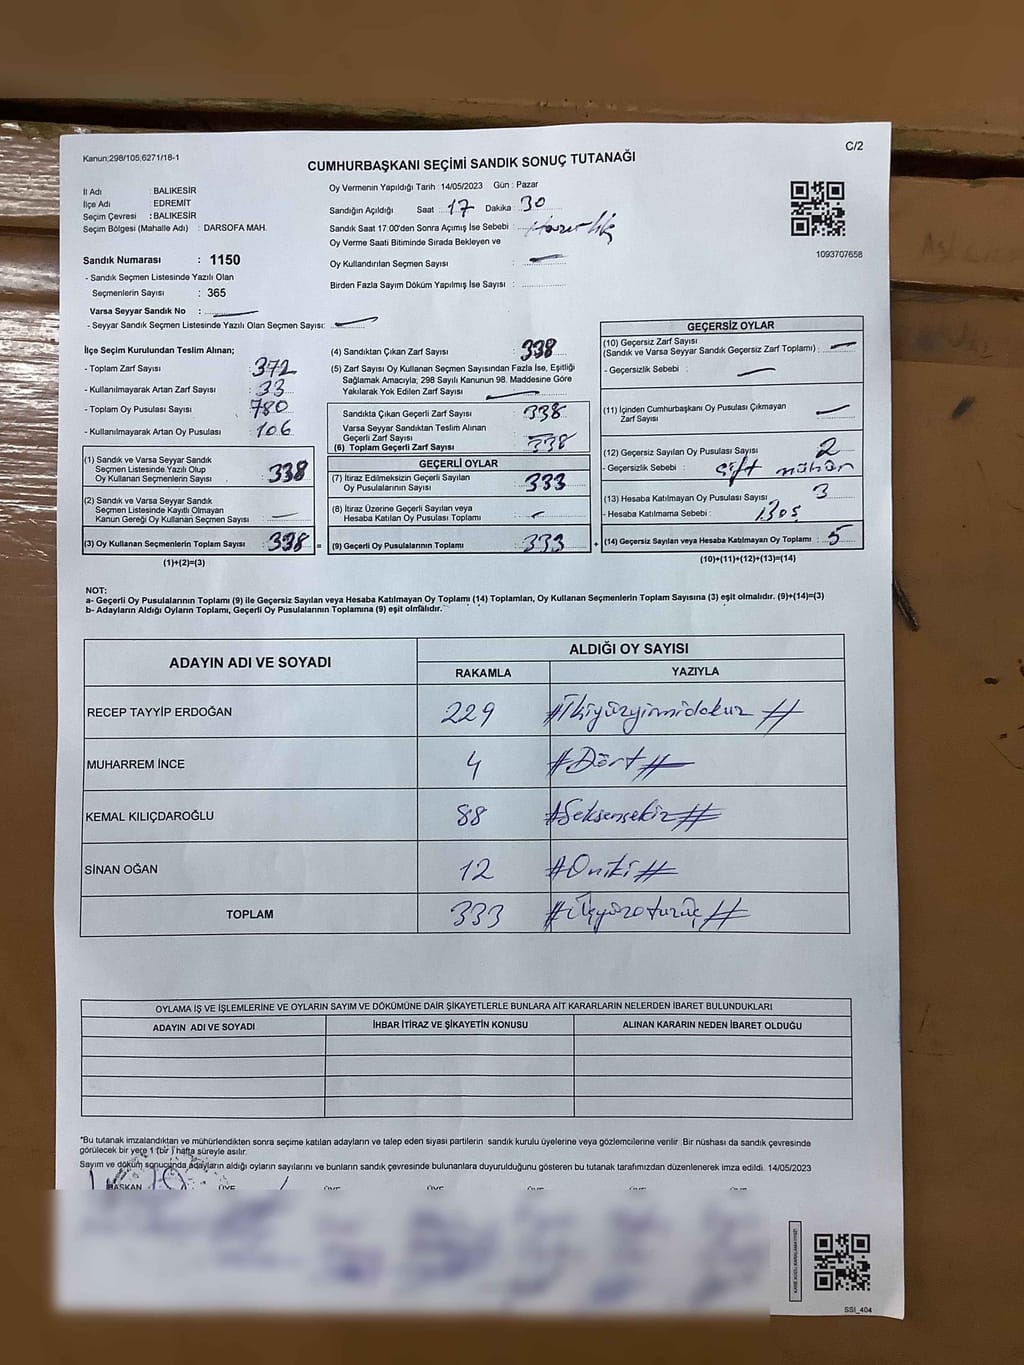 Kanun;298/105;6271/18-1
C/2
CUMHURBAŞKANI SEÇİMİ SANDIK SONUÇ TUTANAĞI
İl Adı : BALIKESİR
İlçe Adı : EDREMİT
Seçim Çevresi : BALIKESİR
Seçim Bölgesi (Mahalle Adı) : DARSOFA MAH.
Oy Vermenin Yapıldığı Tarih : 14/05/2023 Gün : Pazar
Sandığın Açıldığı Saat 17 Dakika 30
Sandık Saat 17:00'den Sonra Açımış İse Sebebi : Hazırlık
Oy Verme Saati Bitiminde Sırada Bekleyen ve
Oy Kullandırılan Seçmen Sayısı :
Birden Fazla Sayım Döküm Yapılmış İse Sayısı :
1093707658
Sandık Numarası : 1150
- Sandık Seçmen Listesinde Yazılı Olan
Seçmenlerin Sayısı : 365
Varsa Seyyar Sandık No :
- Seyyar Sandık Seçmen Listesinde Yazılı Olan Seçmen Sayısı:
İlçe Seçim Kurulundan Teslim Alınan;
- Toplam Zarf Sayısı : 372
- Kullanılmayarak Artan Zarf Sayısı : 33
- Toplam Oy Pusulası Sayısı : 780
- Kullanılmayarak Artan Oy Pusulası : 106
(1) Sandık ve Varsa Seyyar Sandık
Seçmen Listesinde Yazılı Olup
Oy Kullanan Seçmenlerin Sayısı : 338
(2) Sandık ve Varsa Seyyar Sandık
Seçmen Listesinde Kayıtlı Olmayan
Kanun Gereği Oy Kullanan Seçmen Sayısı :
(3) Oy Kullanan Seçmenlerin Toplam Sayısı : 338 =
(1)+(2)=(3)
(4) Sandıktan Çıkan Zarf Sayısı : 338
(5) Zarf Sayısı Oy Kullanan Seçmen Sayısından Fazla İse, Eşitliği
Sağlamak Amacıyla; 298 Sayılı Kanunun 98. Maddesine Göre
Yakılarak Yok Edilen Zarf Sayısı :
Sandıkta Çıkan Geçerli Zarf Sayısı : 338
Varsa Seyyar Sandıktan Teslim Alınan
Geçerli Zarf Sayısı :
(6) Toplam Geçerli Zarf Sayısı : 338
GEÇERLİ OYLAR
(7) İtiraz Edilmeksizin Geçerli Sayılan
Oy Pusulalarının Sayısı : 333
(8) İtiraz Üzerine Geçerli Sayılan veya
Hesaba Katılan Oy Pusulası Toplamı :
(9) Geçerli Oy Pusulalarının Toplamı : 333 +
GEÇERSİZ OYLAR
(10) Geçersiz Zarf Sayısı
(Sandık ve Varsa Seyyar Sandık Geçersiz Zarf Toplamı) :
- Geçersizlik Sebebi :
(11) İçinden Cumhurbaşkanı Oy Pusulası Çıkmayan
Zarf Sayısı :
(12) Geçersiz Sayılan Oy Pusulası Sayısı : 2
- Geçersizlik Sebebi : çift mühür
(13) Hesaba Katılmayan Oy Pusulası Sayısı : 3
- Hesaba Katılmama Sebebi : Boş
(14) Geçersiz Sayılan veya Hesaba Katılmayan Oy Toplamı : 5
(10)+(11)+(12)+(13)=(14)
NOT:
a- Geçerli Oy Pusulalarının Toplamı (9) ile Geçersiz Sayılan veya Hesaba Katılmayan Oy Toplamı (14) Toplamları, Oy Kullanan Seçmenlerin Toplam Sayısına (3) eşit olmalıdır. (9)+(14)=(3)
b- Adayların Aldığı Oyların Toplamı, Geçerli Oy Pusulalarının Toplamına (9) eşit olmalıdır.
ADAYIN ADI VE SOYADI
ALDIĞI OY SAYISI
RAKAMLA YAZIYLA
RECEP TAYYİP ERDOĞAN 229 #İkiyüzyirmidokuz#
MUHARREM İNCE 4 #Dört#
KEMAL KILIÇDAROĞLU 88 #Seksensekiz#
SİNAN OĞAN 12 #Oniki#
TOPLAM 333 #Üçyüzotuzüç#
OYLAMA İŞ VE İŞLEMLERİNE VE OYLARIN SAYIM VE DÖKÜMÜNE DAİR ŞİKAYETLERLE BUNLARA AİT KARARLARIN NELERDEN İBARET BULUNDUKLARI
ADAYIN ADI VE SOYADI İHBAR İTİRAZ VE ŞİKAYETİN KONUSU ALINAN KARARIN NEDEN İBARET OLDUĞU
*Bu tutanak imzalandıktan ve mühürlendikten sonra seçime katılan adayların ve talep eden siyasi partilerin sandık kurulu üyelerine veya gözlemcilerine verilir. Bir nüshası da sandık çevresinde
görülecek bir yere 1 (bir) hafta süreyle asılır.
Sayım ve döküm sonucunda adayların aldığı oyların sayılarını ve bunların sandık çevresinde bulunanlara duyurulduğunu gösteren bu tutanak tarafımızdan düzenlenerek imza edildi. 14/05/2023
BAŞKAN ÜYE ÜYE ÜYE ÜYE ÜYE ÜYE
SSI_404